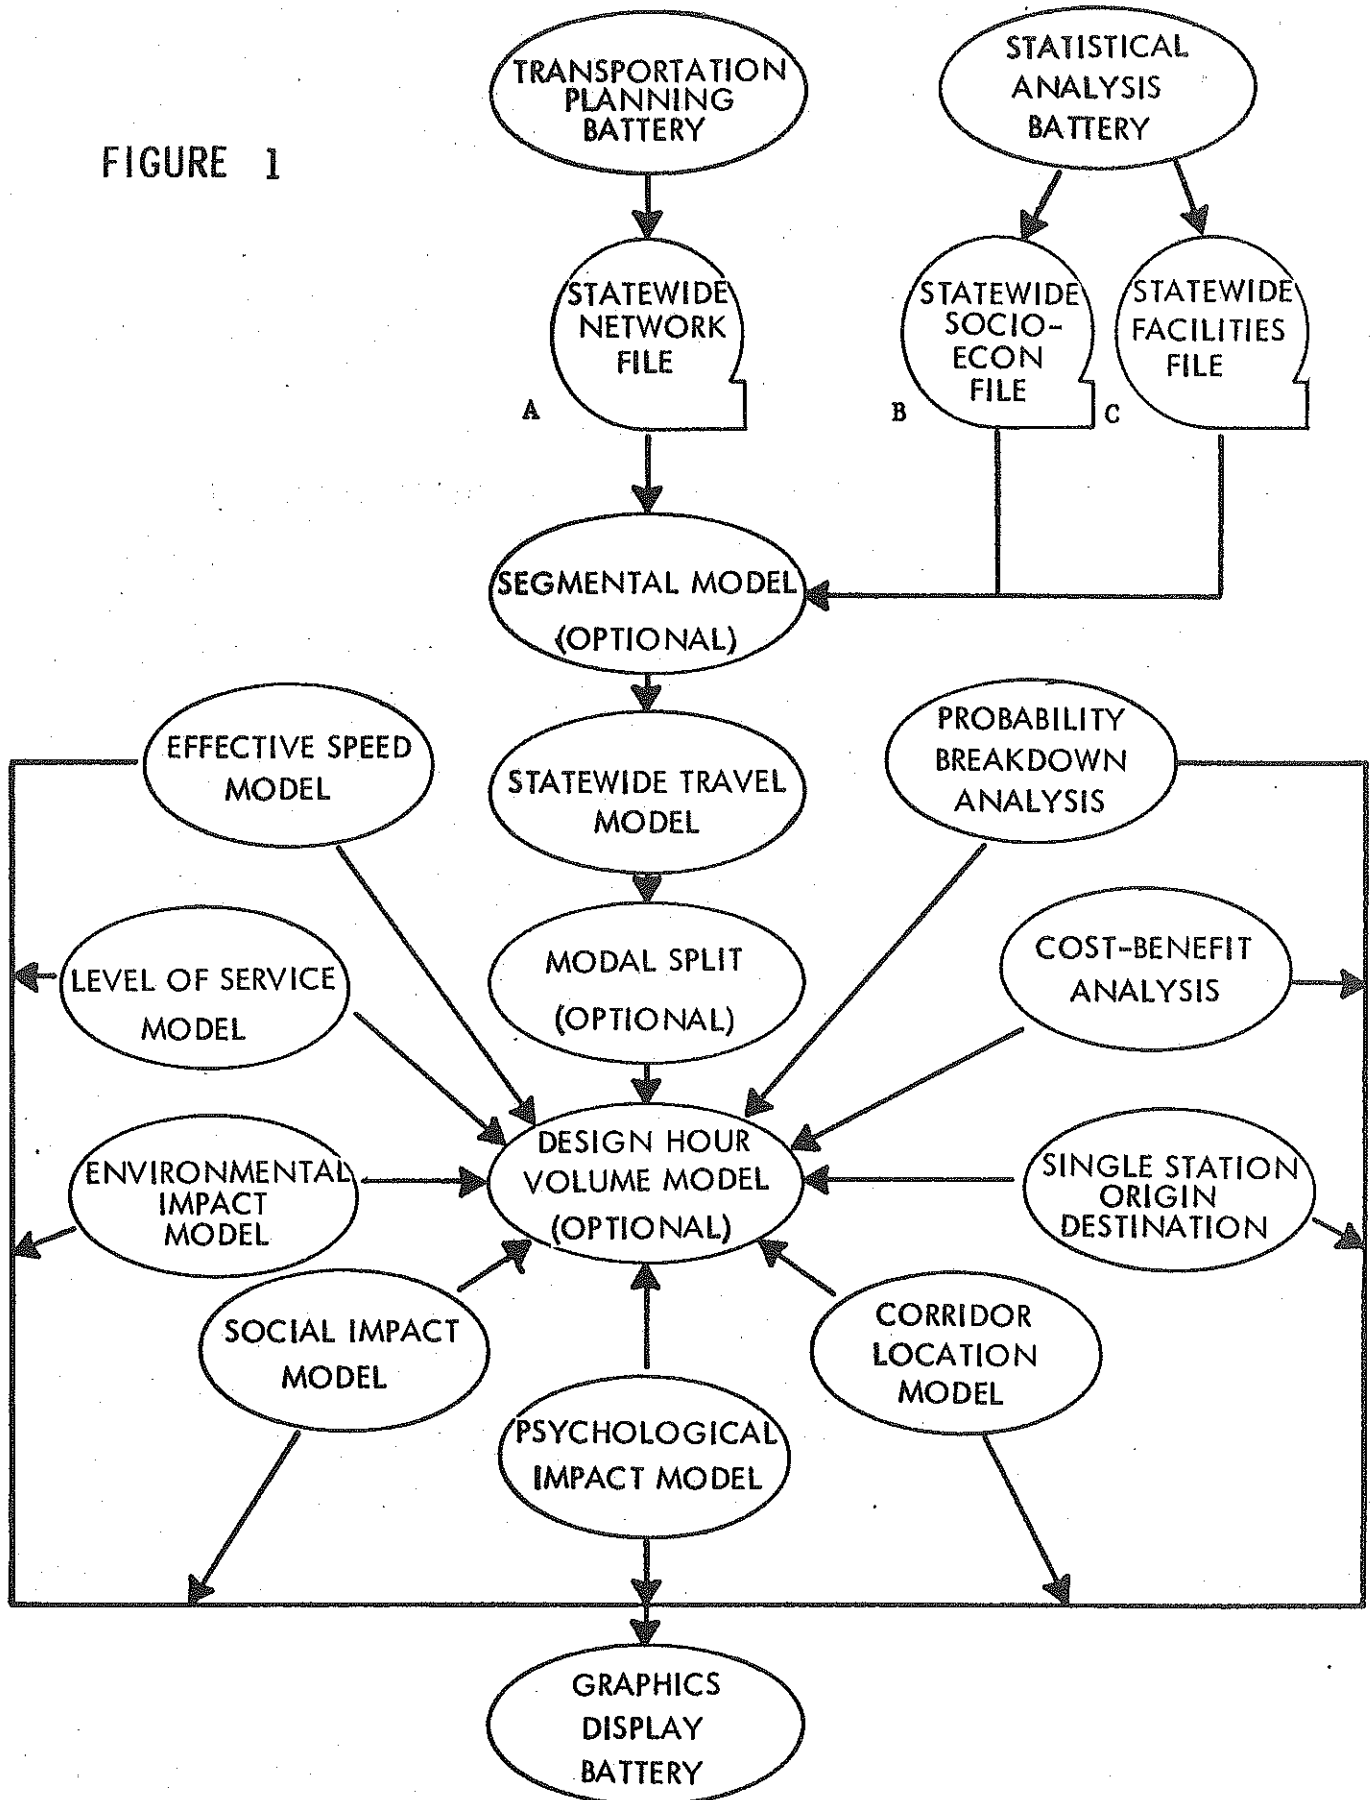 FIGURE 1
TRANSPORTATION
PLANNING
BATTERY
STATISTICAL
ANALYSIS
BATTERY
STATEWIDE
NETWORK
FILE
A
STATEWIDE
SOCIO-
ECON
FILE
B
STATEWIDE
FACILITIES
FILE
C
SEGMENTAL MODEL
(OPTIONAL)
EFFECTIVE SPEED
MODEL
STATEWIDE TRAVEL
MODEL
PROBABILITY
BREAKDOWN
ANALYSIS
LEVEL OF SERVICE
MODEL
MODAL SPLIT
(OPTIONAL)
COST-BENEFIT
ANALYSIS
ENVIRONMENTAL
IMPACT
MODEL
DESIGN HOUR
VOLUME MODEL
(OPTIONAL)
SINGLE STATION
ORIGIN
DESTINATION
SOCIAL IMPACT
MODEL
PSYCHOLOGICAL
IMPACT MODEL
CORRIDOR
LOCATION
MODEL
GRAPHICS
DISPLAY
BATTERY